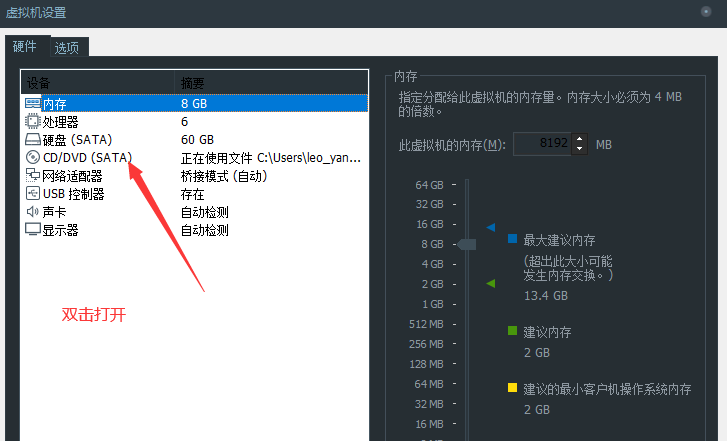 虚拟机设置
硬件 选项
设备 摘要
内存 8 GB
处理器 6
硬盘 (SATA) 60 GB
CD/DVD (SATA) 正在使用文件 C:\Users\leo_yan...
网络适配器 桥接模式 (自动)
USB 控制器 存在
声卡 自动检测
显示器 自动检测
双击打开
内存
指定分配给此虚拟机的内存量。内存大小必须为 4 MB
的倍数。
此虚拟机的内存(M): 8192 MB
64 GB
32 GB
16 GB
8 GB
4 GB
2 GB
1 GB
512 MB
256 MB
128 MB
64 MB
32 MB
16 MB
最大建议内存
(超出此大小可能
发生内存交换。)
13.4 GB
建议内存
2 GB
建议的最小客户机操作系统内存
2 GB